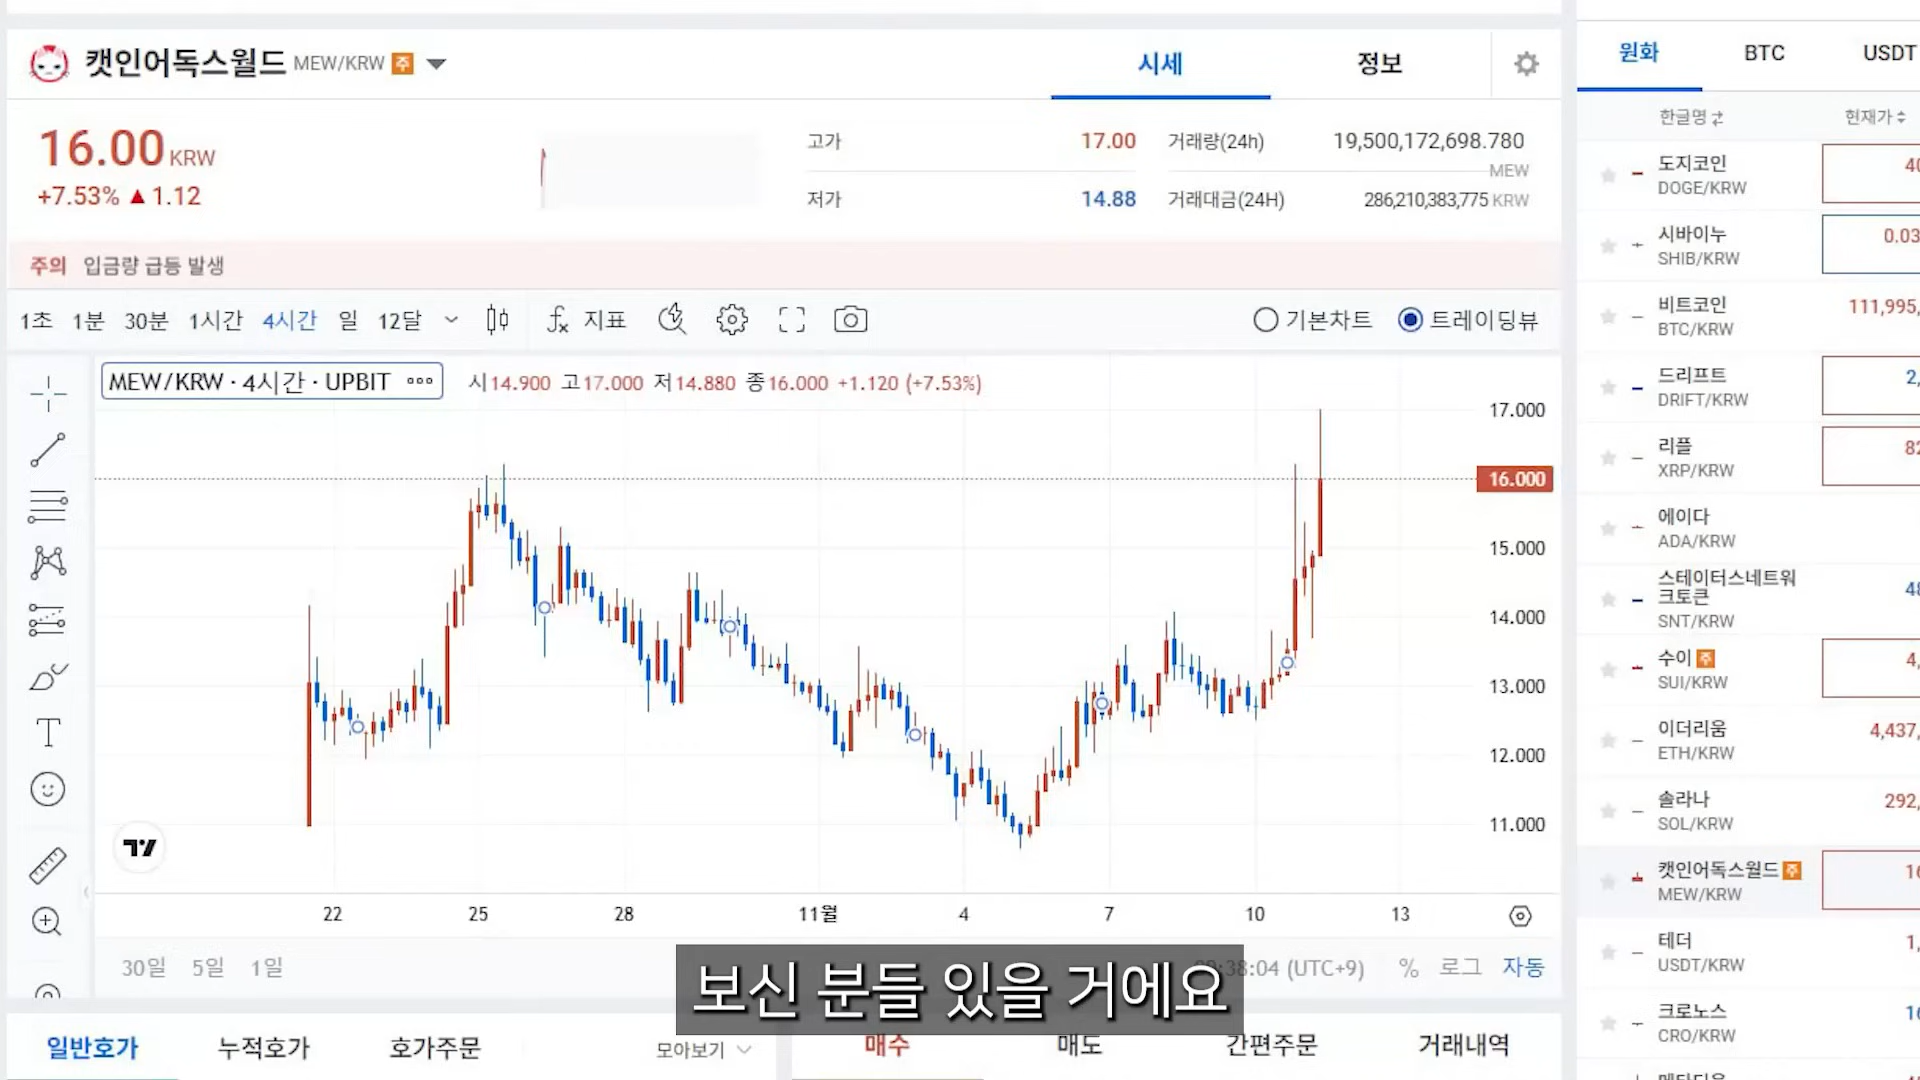 캣인어독스월드 MEW/KRW 주
시세 정보
16.00 KRW
+7.53% ▲ 1.12
고가 17.00
저가 14.88
거래량(24h) 19,500,172,698.780
MEW
거래대금(24H) 286,210,383,775 KRW
주의 입금량 급등 발생
1초 1분 30분 1시간 4시간 일 12달 지표 기본차트 트레이딩뷰
MEW/KRW · 4시간 · UPBIT
시14.900 고17.000 저14.880 종16.000 +1.120 (+7.53%)
17.000
16.000
15.000
14.000
13.000
12.000
11.000
22 25 28 11월 4 7 10 13
30일 5일 1일
38:04 (UTC+9) % 로그 자동
보신 분들 있을 거에요
일반호가 누적호가 호가주문 모아보기
매수 매도 간편주문 거래내역
원화 BTC USDT
한글명 현재가
도지코인
DOGE/KRW
시바이누 0.03
SHIB/KRW
비트코인 111,995,
BTC/KRW
드리프트 2,
DRIFT/KRW
리플
XRP/KRW
에이다
ADA/KRW
스테이터스네트워
크토큰
SNT/KRW
수이 주 4,
SUI/KRW
이더리움 4,437,
ETH/KRW
솔라나 292,
SOL/KRW
캣인어독스월드 주
MEW/KRW
테더 1,
USDT/KRW
크로노스
CRO/KRW